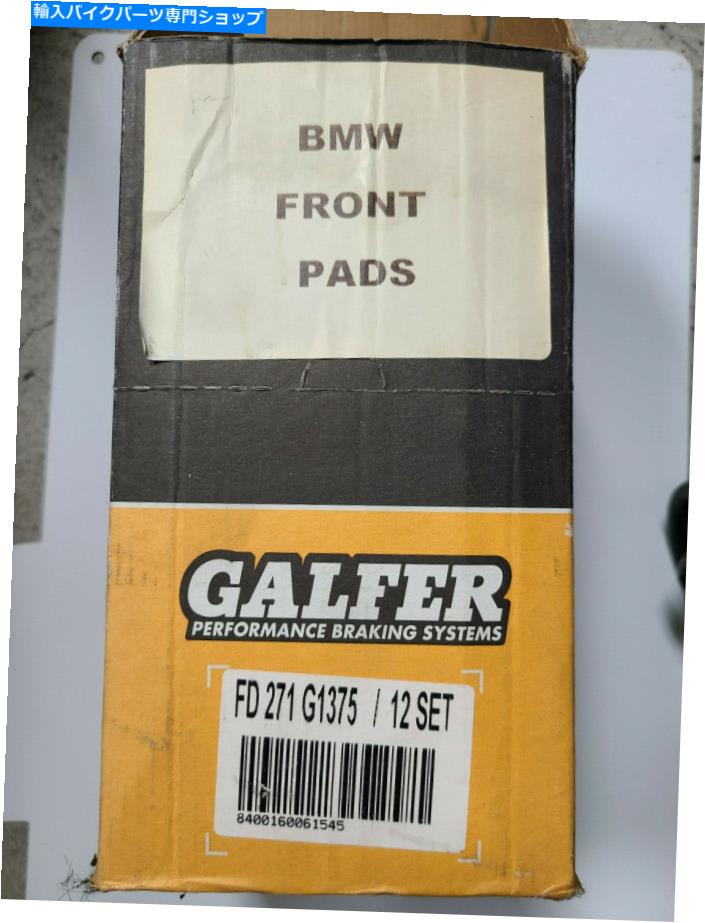 輸入バイクパーツ専門ショップ
BMW
FRONT
PADS
GALFER
PERFORMANCE BRAKING SYSTEMS
FD 271 G1375 / 12 SET
8400160061545